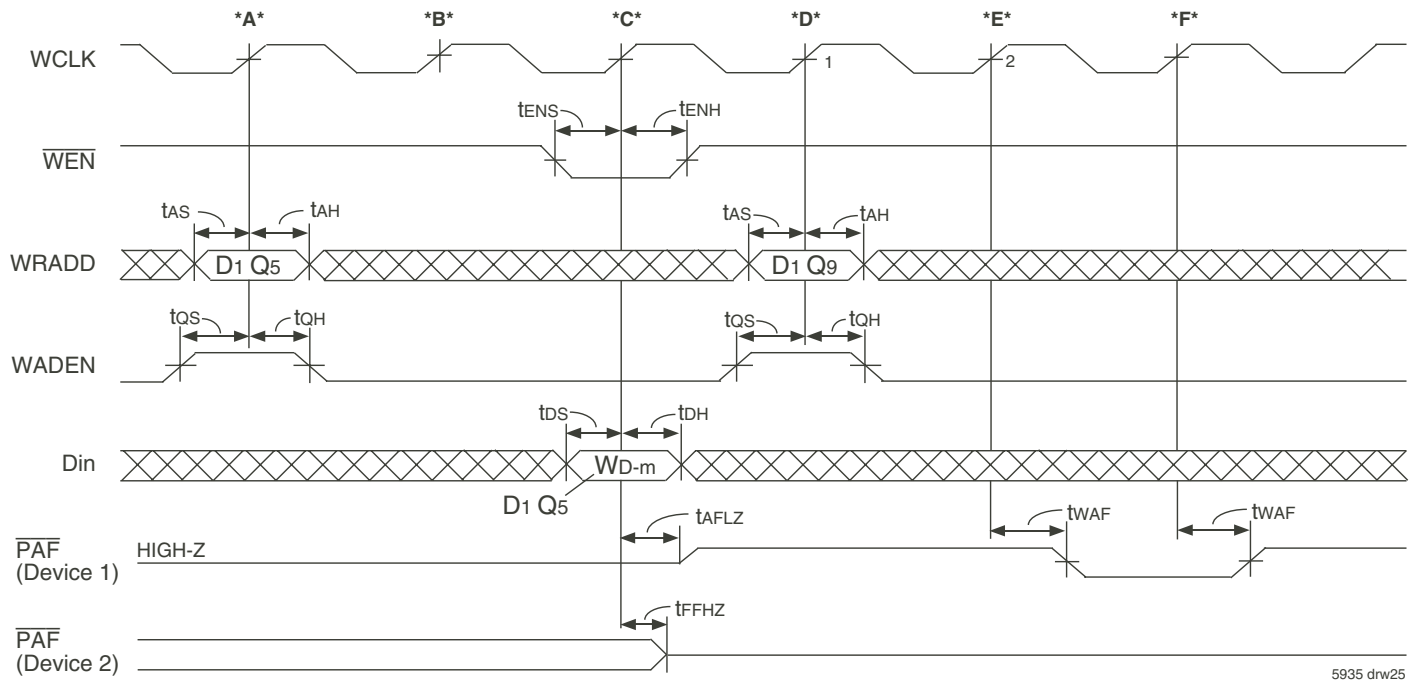 *A* *B* *C* *D* *E* *F*
WCLK 1 2
tENS tENH
WEN
tAS tAH tAS tAH
WRADD D1 Q5 D1 Q9
tQS tQH tQS tQH
WADEN
tDS tDH
Din WD-m
D1 Q5
tAFLZ tWAF tWAF
PAF HIGH-Z
(Device 1)
tFFHZ
PAF
(Device 2)
5935 drw25